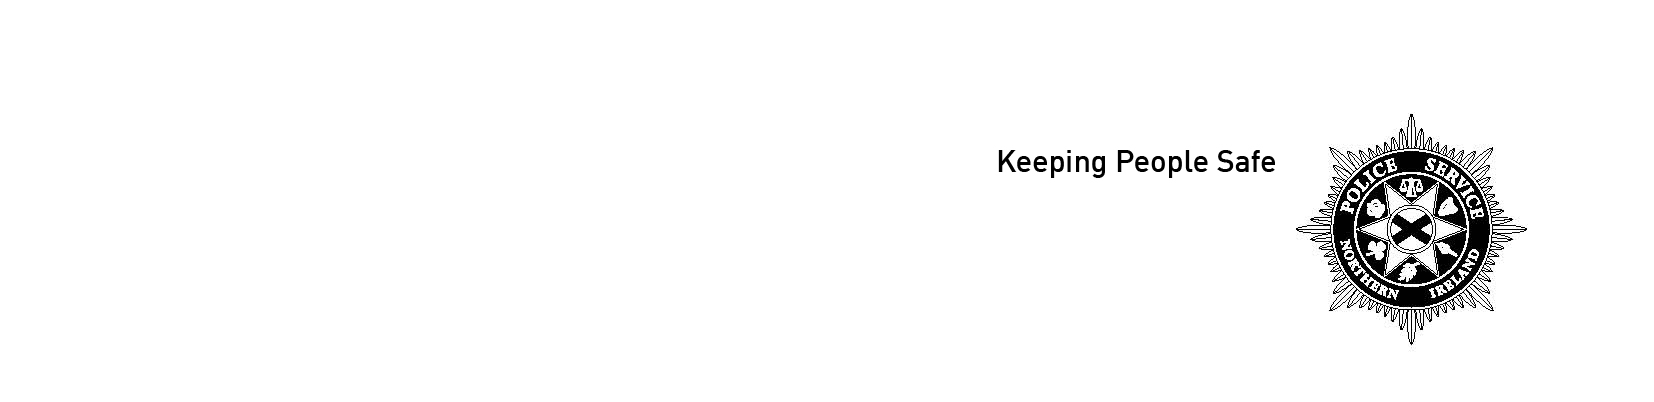 Keeping People Safe
POLICE SERVICE
NORTHERN IRELAND